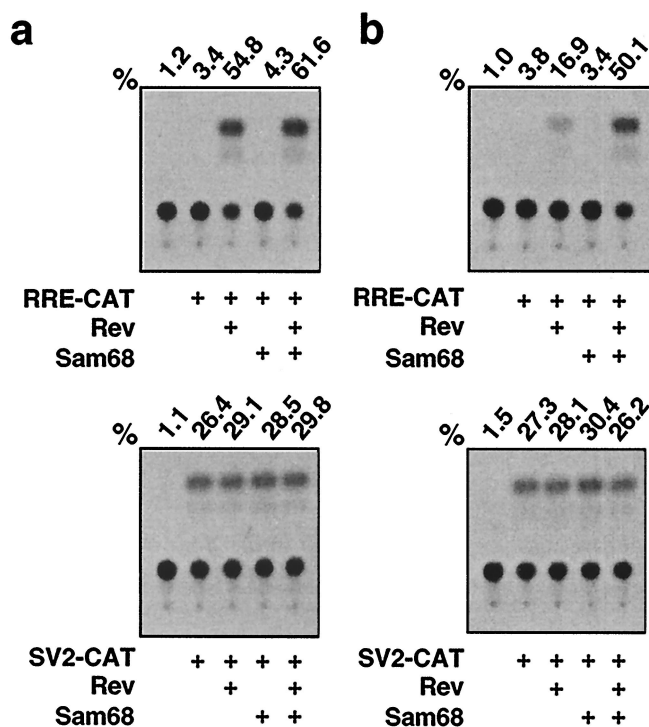 a
% 1.2 3.4 54.8 4.3 61.6
RRE-CAT + + + +
Rev + +
Sam68 + +
% 1.1 26.4 29.1 28.5 29.8
SV2-CAT + + + +
Rev + +
Sam68 + +
b
% 1.0 3.8 16.9 3.4 50.1
RRE-CAT + + + +
Rev + +
Sam68 + +
% 1.5 27.3 28.1 30.4 26.2
SV2-CAT + + + +
Rev + +
Sam68 + +